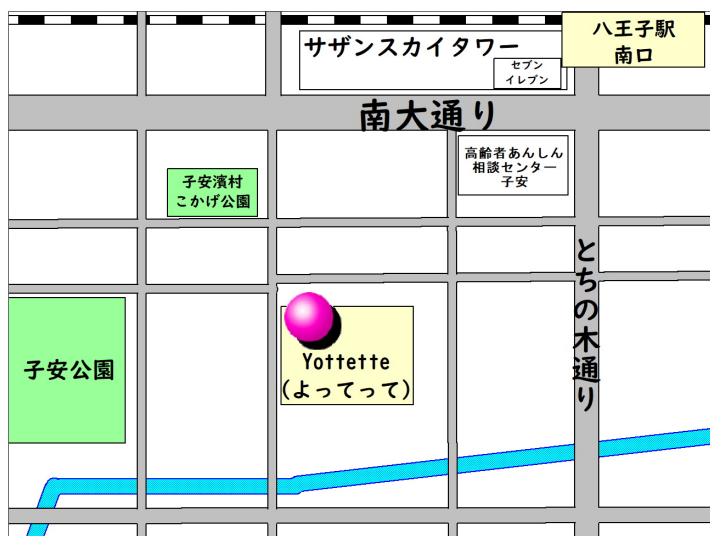 八王子駅
南口
サザンスカイタワー
セブン
イレブン
南大通り
高齢者あんしん
相談センター
子安
子安濱村
こかげ公園
とちの木通り
子安公園
Yottette
(よってって)